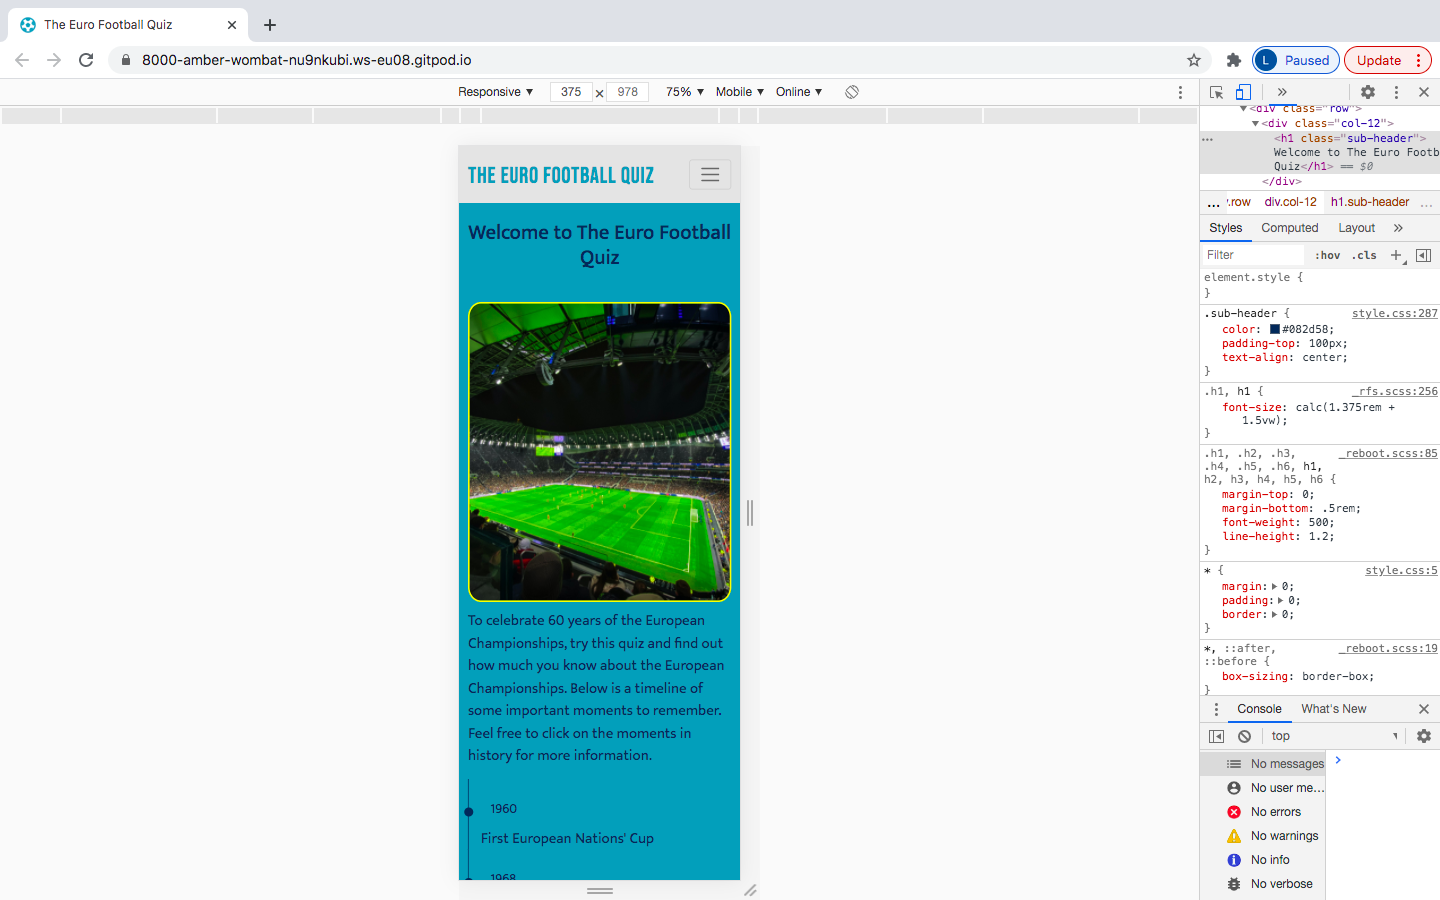 The Euro Football Quiz
8000-amber-wombat-nu9nkubi.ws-eu08.gitpod.io
L Paused
Update
Responsive ▼ 375 × 978 75% ▼ Mobile ▼ Online ▼
THE EURO FOOTBALL QUIZ
Welcome to The Euro Football
Quiz
To celebrate 60 years of the European
Championships, try this quiz and find out
how much you know about the European
Championships. Below is a timeline of
some important moments to remember.
Feel free to click on the moments in
history for more information.
1960
First European Nations' Cup
1968
<div class="row">
<div class="col-12">
<h1 class="sub-header">
Welcome to The Euro Footb
Quiz</h1> == $0
</div>
... .row div.col-12 h1.sub-header ...
Styles Computed Layout »
Filter :hov .cls +
element.style {
}
.sub-header { style.css:287
color: #082d58;
padding-top: 100px;
text-align: center;
}
.h1, h1 { _rfs.scss:256
font-size: calc(1.375rem +
1.5vw);
}
.h1, .h2, .h3, _reboot.scss:85
.h4, .h5, .h6, h1,
h2, h3, h4, h5, h6 {
margin-top: 0;
margin-bottom: .5rem;
font-weight: 500;
line-height: 1.2;
}
* { style.css:5
margin: 0;
padding: 0;
border: 0;
}
*, ::after, _reboot.scss:19
::before {
box-sizing: border-box;
}
Console What's New
top
No messages
No user me...
No errors
No warnings
No info
No verbose